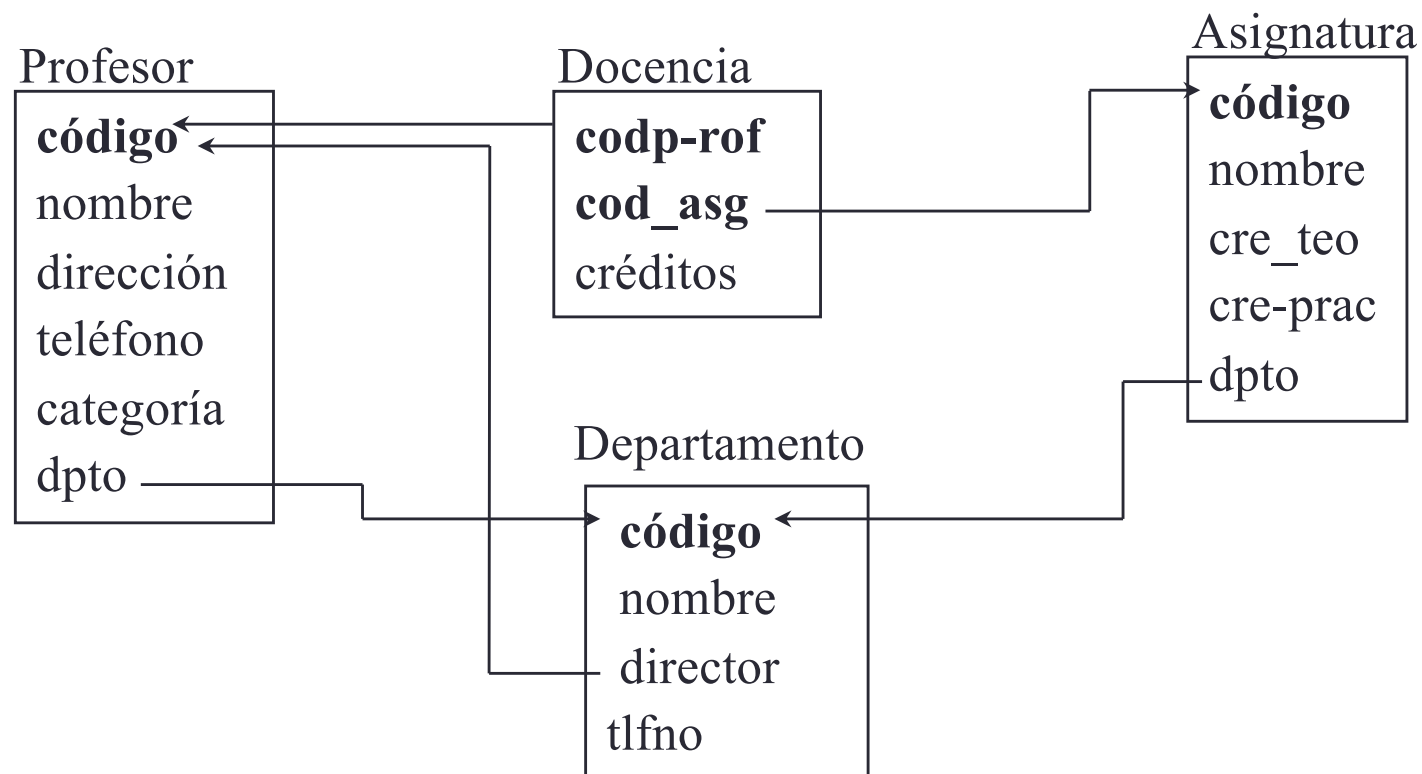 Profesor
código
nombre
dirección
teléfono
categoría
dpto
Docencia
codp-rof
cod_asg
créditos
Asignatura
código
nombre
cre_teo
cre-prac
dpto
Departamento
código
nombre
director
tlfno